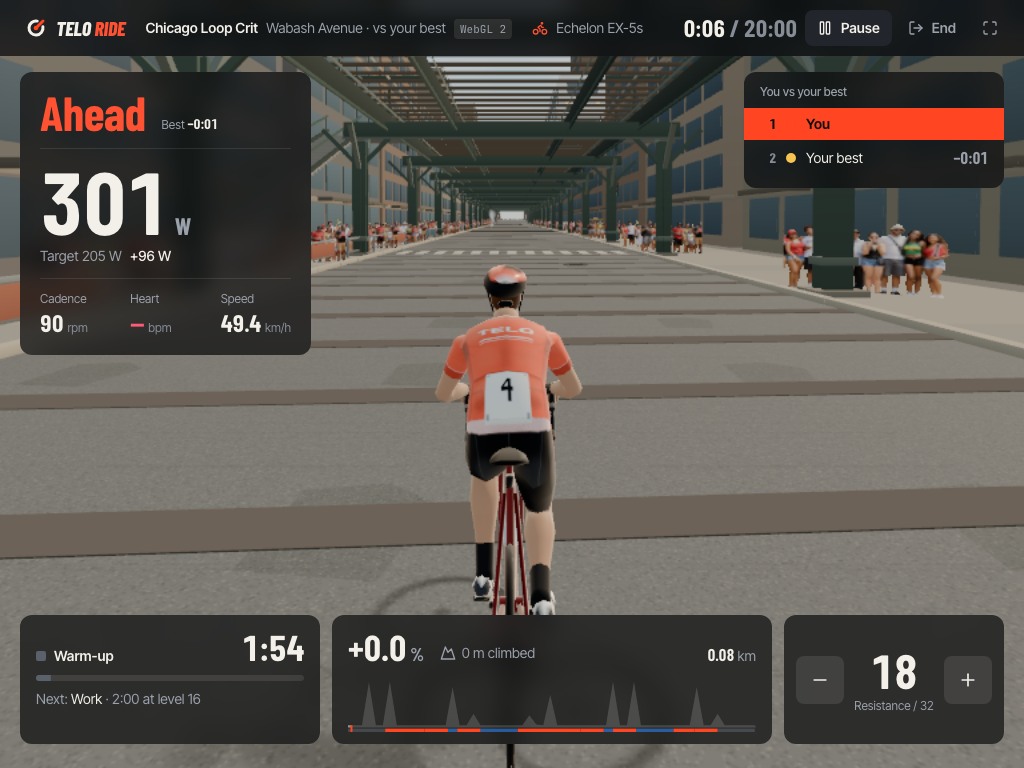 TELO RIDE
Chicago Loop Crit Wabash Avenue · vs your best WebGL 2 Echelon EX-5s 0:06 / 20:00 Pause End
Ahead Best −0:01
301 W
Target 205 W +96 W
Cadence Heart Speed
90 rpm — bpm 49.4 km/h
You vs your best
1 You
2 Your best −0:01
TELO
4
Warm-up 1:54
Next: Work · 2:00 at level 16
+0.0 % 0 m climbed 0.08 km
− 18 +
Resistance / 32